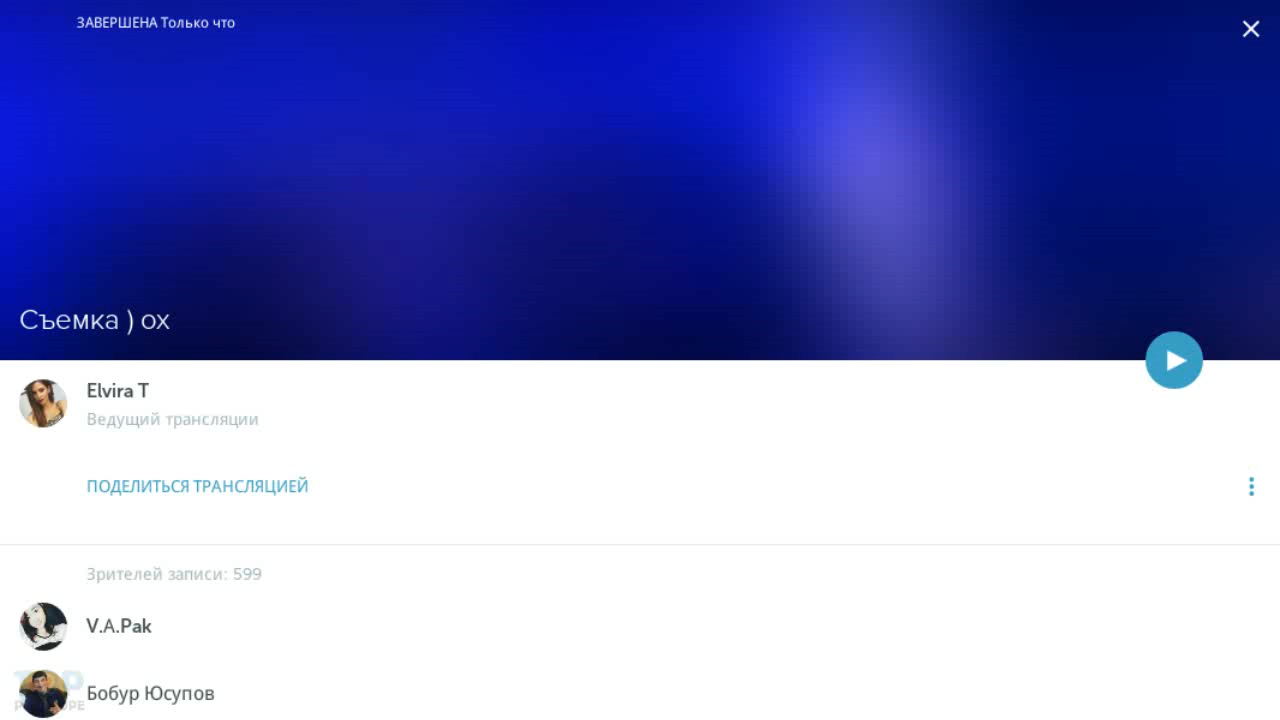 ЗАВЕРШЕНА Только что
Съемка ) ох
Elvira T
Ведущий трансляции
ПОДЕЛИТЬСЯ ТРАНСЛЯЦИЕЙ
Зрителей записи: 599
V.A.Pak
Бобур Юсупов